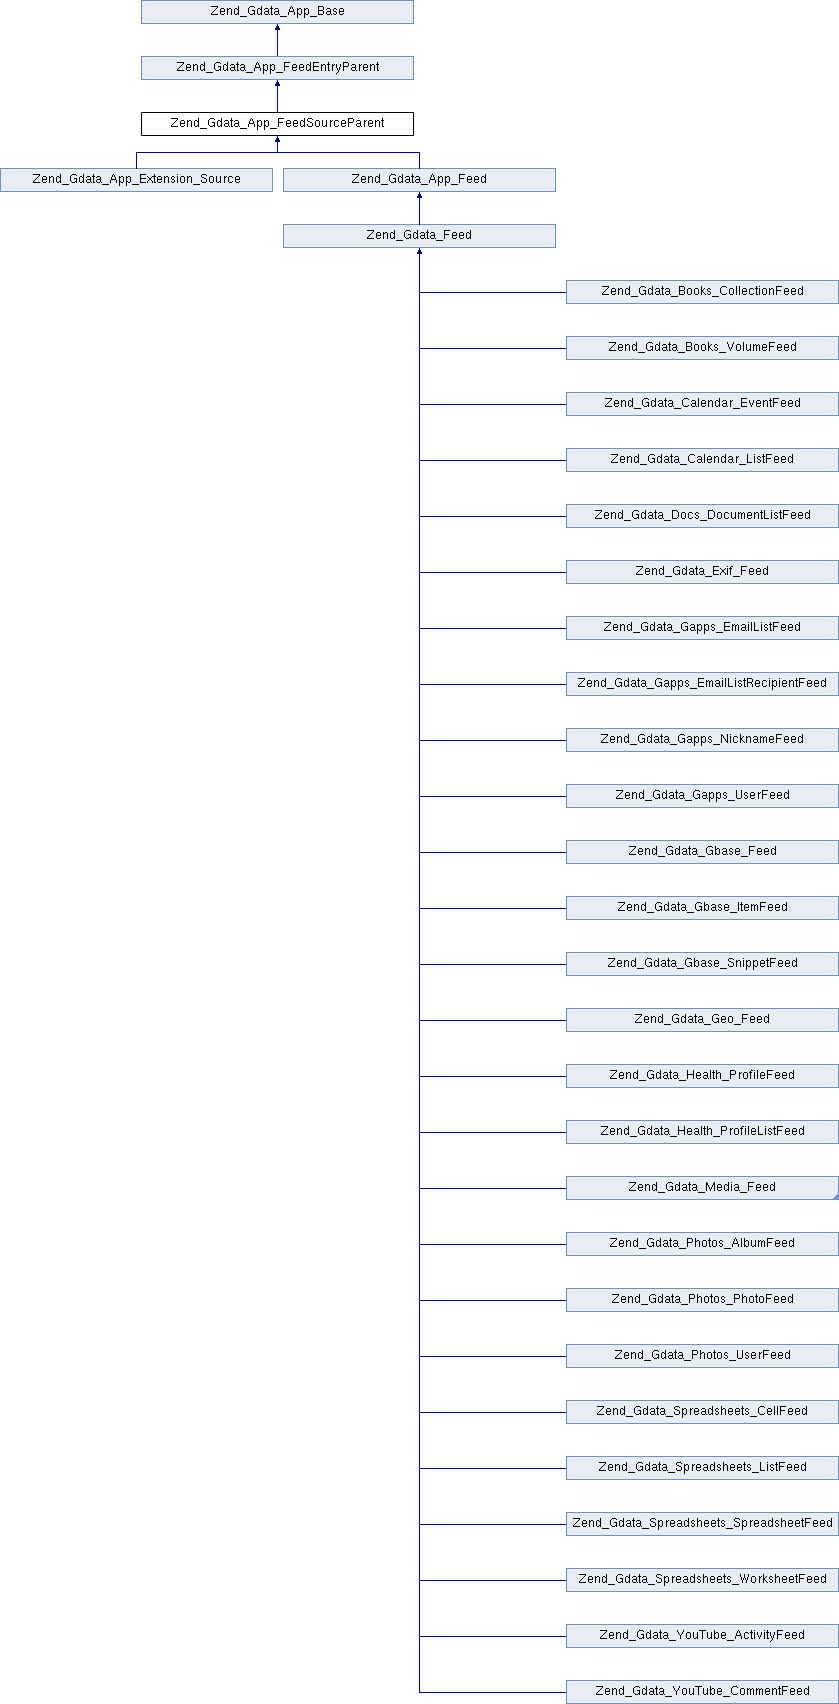 Zend_Gdata_App_Base
Zend_Gdata_App_FeedEntryParent
Zend_Gdata_App_FeedSourceParent
Zend_Gdata_App_Extension_Source
Zend_Gdata_App_Feed
Zend_Gdata_Feed
Zend_Gdata_Books_CollectionFeed
Zend_Gdata_Books_VolumeFeed
Zend_Gdata_Calendar_EventFeed
Zend_Gdata_Calendar_ListFeed
Zend_Gdata_Docs_DocumentListFeed
Zend_Gdata_Exif_Feed
Zend_Gdata_Gapps_EmailListFeed
Zend_Gdata_Gapps_EmailListRecipientFeed
Zend_Gdata_Gapps_NicknameFeed
Zend_Gdata_Gapps_UserFeed
Zend_Gdata_Gbase_Feed
Zend_Gdata_Gbase_ItemFeed
Zend_Gdata_Gbase_SnippetFeed
Zend_Gdata_Geo_Feed
Zend_Gdata_Health_ProfileFeed
Zend_Gdata_Health_ProfileListFeed
Zend_Gdata_Media_Feed
Zend_Gdata_Photos_AlbumFeed
Zend_Gdata_Photos_PhotoFeed
Zend_Gdata_Photos_UserFeed
Zend_Gdata_Spreadsheets_CellFeed
Zend_Gdata_Spreadsheets_ListFeed
Zend_Gdata_Spreadsheets_SpreadsheetFeed
Zend_Gdata_Spreadsheets_WorksheetFeed
Zend_Gdata_YouTube_ActivityFeed
Zend_Gdata_YouTube_CommentFeed